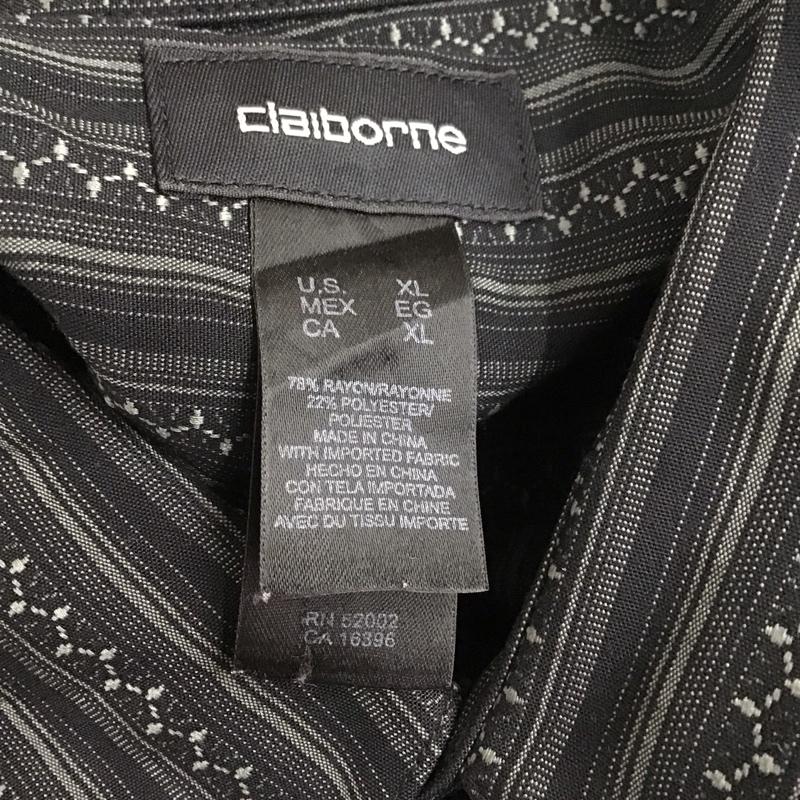 claiborne
U.S. XL
MEX EG
CA XL
78% RAYON/RAYONNE
22% POLYESTER/
POLIESTER
MADE IN CHINA
WITH IMPORTED FABRIC
HECHO EN CHINA
CON TELA IMPORTADA
FABRIQUE EN CHINE
AVEC DU TISSU IMPORTE
RN 52002
CA 16396